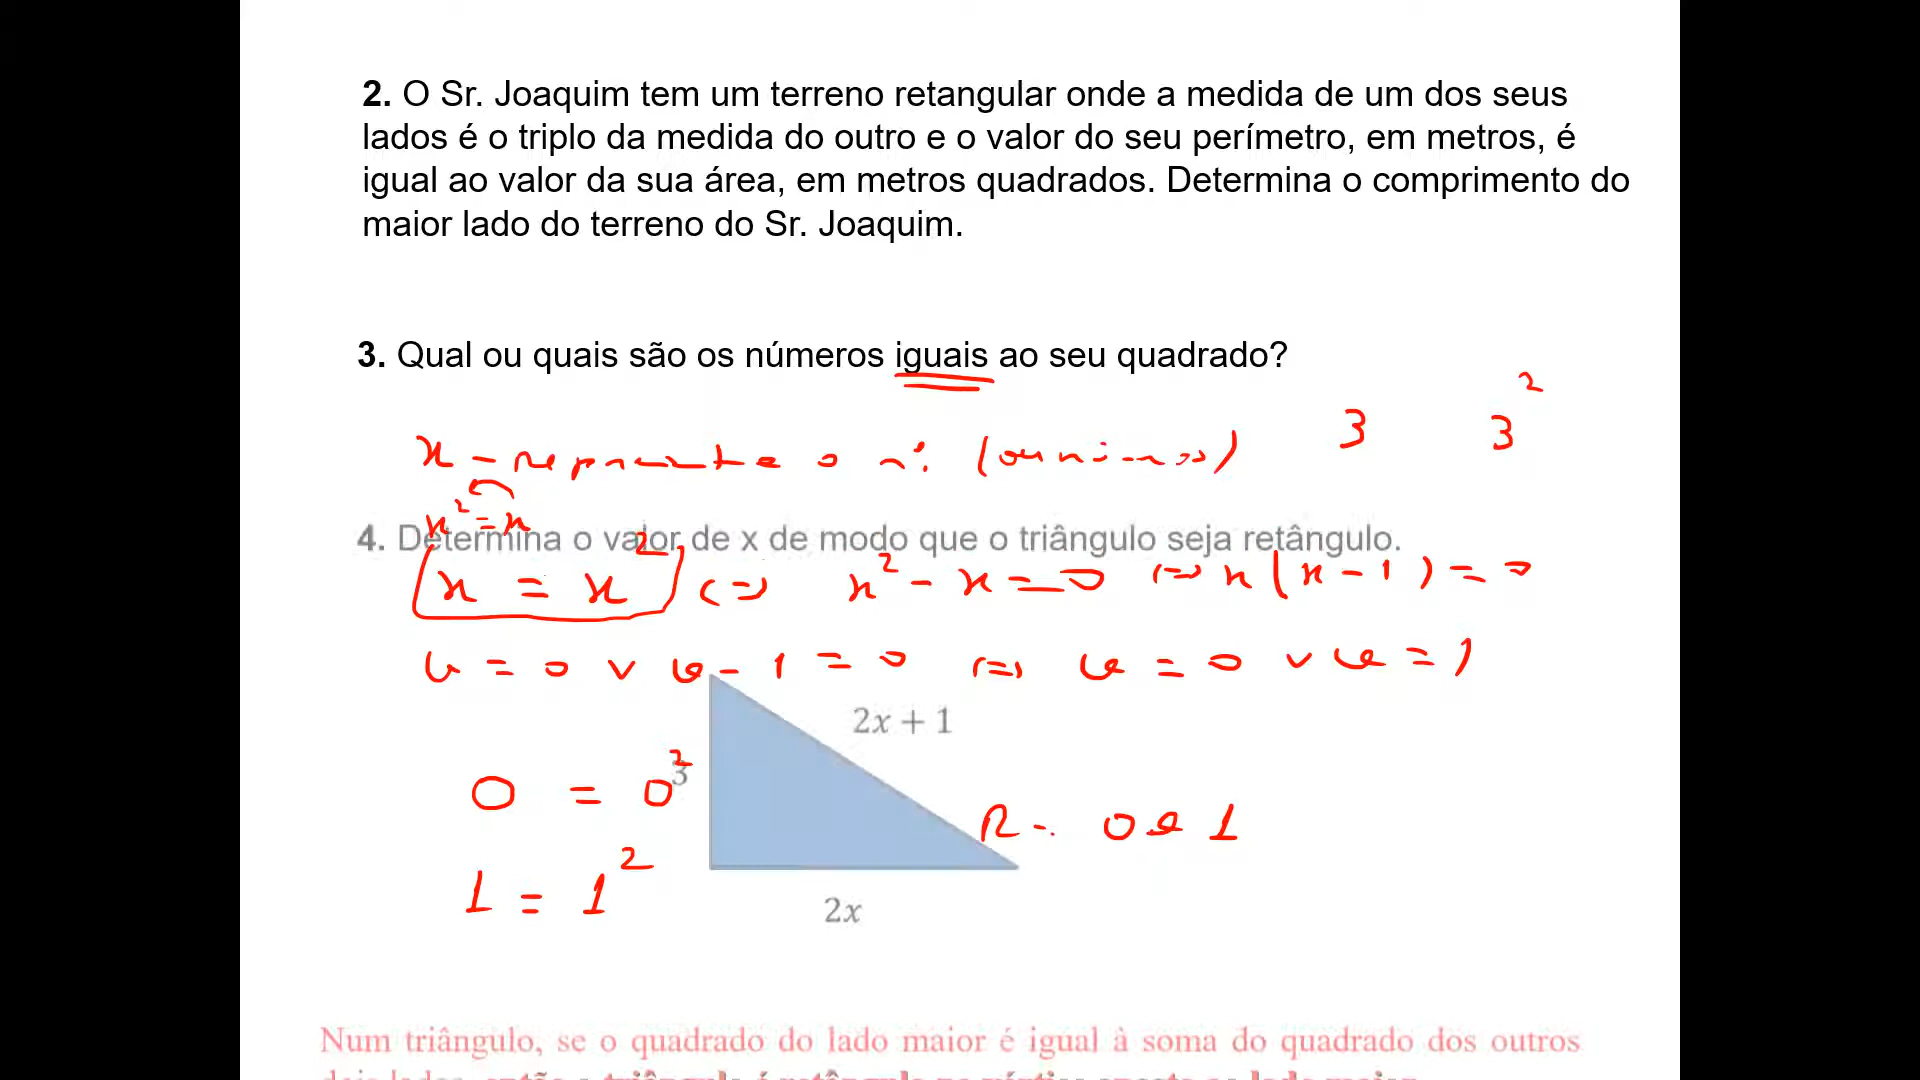 2. O Sr. Joaquim tem um terreno retangular onde a medida de um dos seus
lados é o triplo da medida do outro e o valor do seu perímetro, em metros, é
igual ao valor da sua área, em metros quadrados. Determina o comprimento do
maior lado do terreno do Sr. Joaquim.
3. Qual ou quais são os números iguais ao seu quadrado?
3 3²
x - representa o nº
x² = x
4. Determina o valor de x de modo que o triângulo seja retângulo.
x = x² (=) x² - x = 0 (=) x(x - 1) = 0
x = 0 v x - 1 = 0 (=) x = 0 v x = 1
2x + 1
3
0 = 0²
R: 0 e 1
1 = 1²
2x
Num triângulo, se o quadrado do lado maior é igual à soma do quadrado dos outros